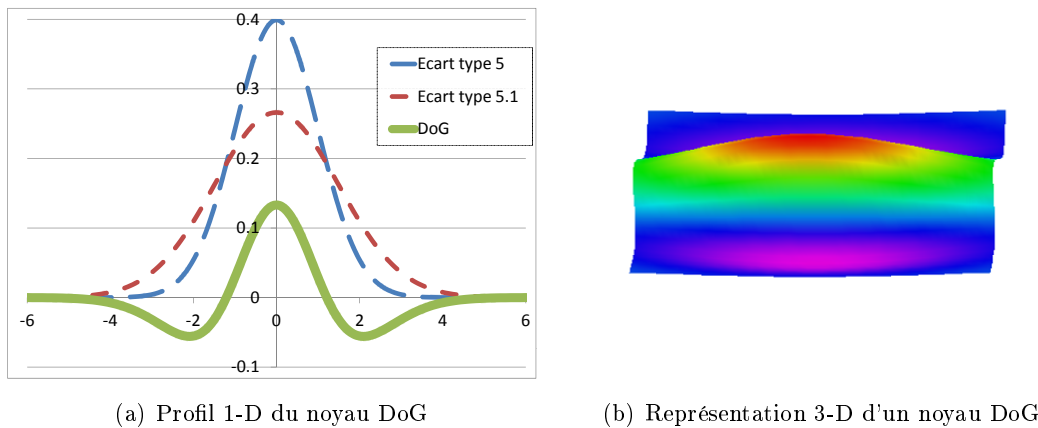 0.4
0.3
0.2
0.1
0
-0.1
-6
-4
-2
0
2
4
6
Ecart type 5
Ecart type 5.1
DoG
(a) Profil 1-D du noyau DoG
(b) Représentation 3-D d'un noyau DoG